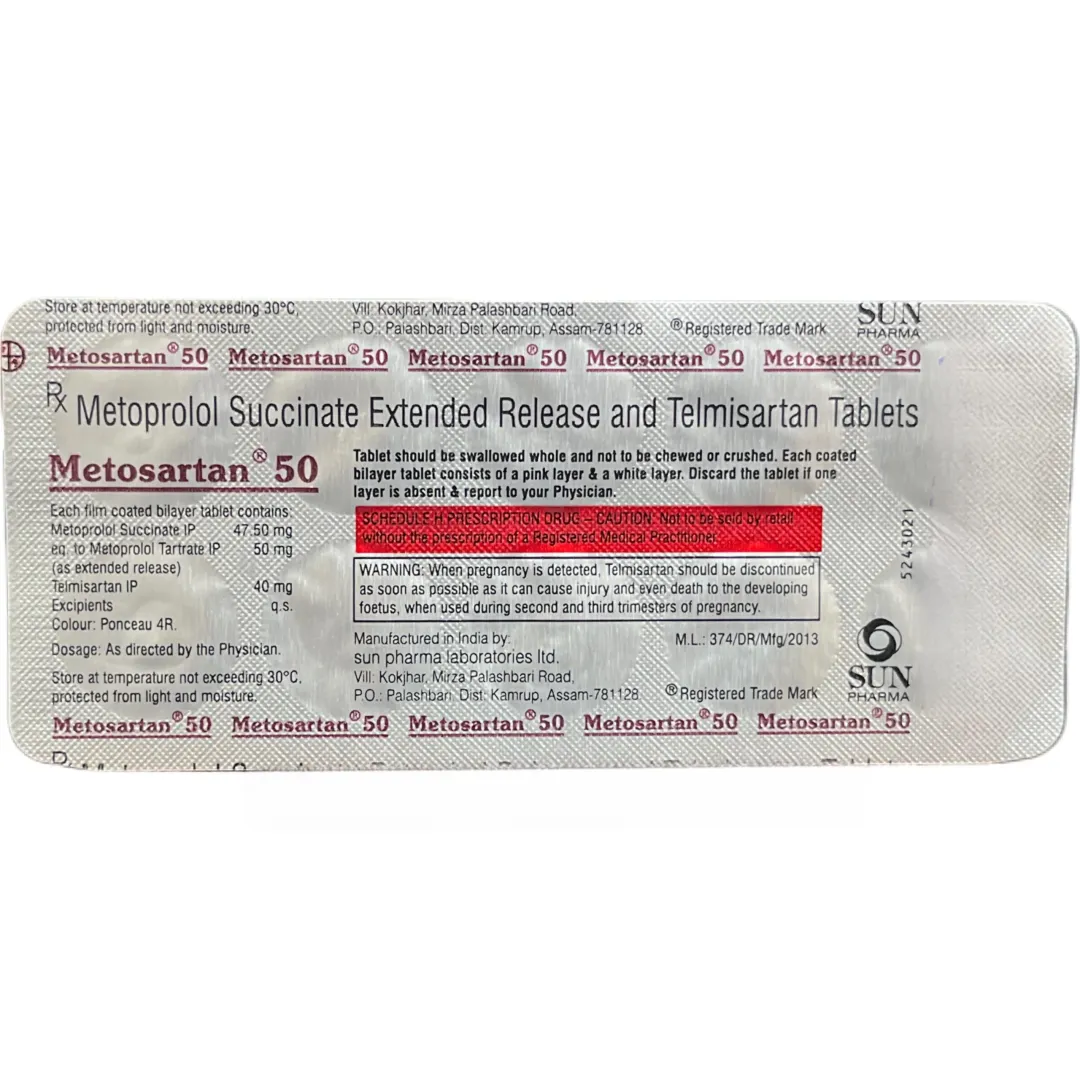 Store at temperature not exceeding 30°C,
protected from light and moisture.
Vill: Kokjhar, Mirza Palashbari Road,
P.O.: Palashbari, Dist. Kamrup, Assam-781128.
®Registered Trade Mark
SUN
PHARMA
Metosartan®50 Metosartan®50 Metosartan®50 Metosartan®50 Metosartan®50
Rx Metoprolol Succinate Extended Release and Telmisartan Tablets
Metosartan®50
Each film coated bilayer tablet contains:
Metoprolol Succinate IP 47.50 mg
eq. to Metoprolol Tartrate IP 50 mg
(as extended release)
Telmisartan IP 40 mg
Excipients q.s.
Colour: Ponceau 4R.
Dosage: As directed by the Physician.
Store at temperature not exceeding 30°C,
protected from light and moisture.
Tablet should be swallowed whole and not to be chewed or crushed. Each coated
bilayer tablet consists of a pink layer & a white layer. Discard the tablet if one
layer is absent & report to your Physician.
SCHEDULE H PRESCRIPTION DRUG – CAUTION: Not to be sold by retail
without the prescription of a Registered Medical Practitioner.
WARNING: When pregnancy is detected, Telmisartan should be discontinued
as soon as possible as it can cause injury and even death to the developing
foetus, when used during second and third trimesters of pregnancy.
Manufactured in India by:
sun pharma laboratories ltd.
Vill: Kokjhar, Mirza Palashbari Road,
P.O.: Palashbari, Dist: Kamrup, Assam-781128.
M.L.: 374/DR/Mfg/2013
®Registered Trade Mark
5243021
SUN
PHARMA
Metosartan®50 Metosartan®50 Metosartan®50 Metosartan®50 Metosartan®50